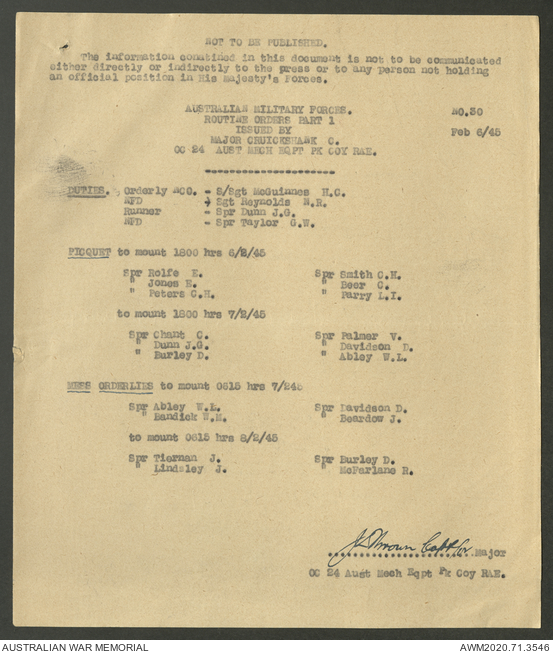 NOT TO BE PUBLISHED.
The information contained in this document is not to be communicated
either directly or indirectly to the press or to any person not holding
an official position in His Majesty's Forces.
AUSTRALIAN MILITARY FORCES.
ROUTINE ORDERS PART 1
ISSUED BY
MAJOR CRUICKSHANK C.
OC 24 AUST MECH EQPT PK COY RAE.
NO.30
Feb 6/45
DUTIES. Orderly NCO. - S/Sgt McGuinnes H.C.
NFD - Sgt Reynolds N.R.
Runner - Spr Dunn J.G.
NFD - Spr Taylor G.W.
PICQUET to mount 1800 hrs 6/2/45
Spr Rolfe E. Spr Smith C.H.
" Jones E. " Beer C.
" Peters C.H. " Parry L.I.
to mount 1800 hrs 7/2/45
Spr Chant C. Spr Palmer V.
" Dunn J.G. " Davidson D.
" Burley D. " Abley W.L.
MESS ORDERLIES to mount 0615 hrs 7/245
Spr Abley W.L. Spr Davidson D.
" Bandick W.M. " Beardow J.
to mount 0615 hrs 8/2/45
Spr Tiernan J. Spr Burley D.
" Lindsley J. " McFarlane R.
Capt for Major
OC 24 Aust Mech Eqpt Pk Coy RAE.
AUSTRALIAN WAR MEMORIAL AWM2020.71.3546